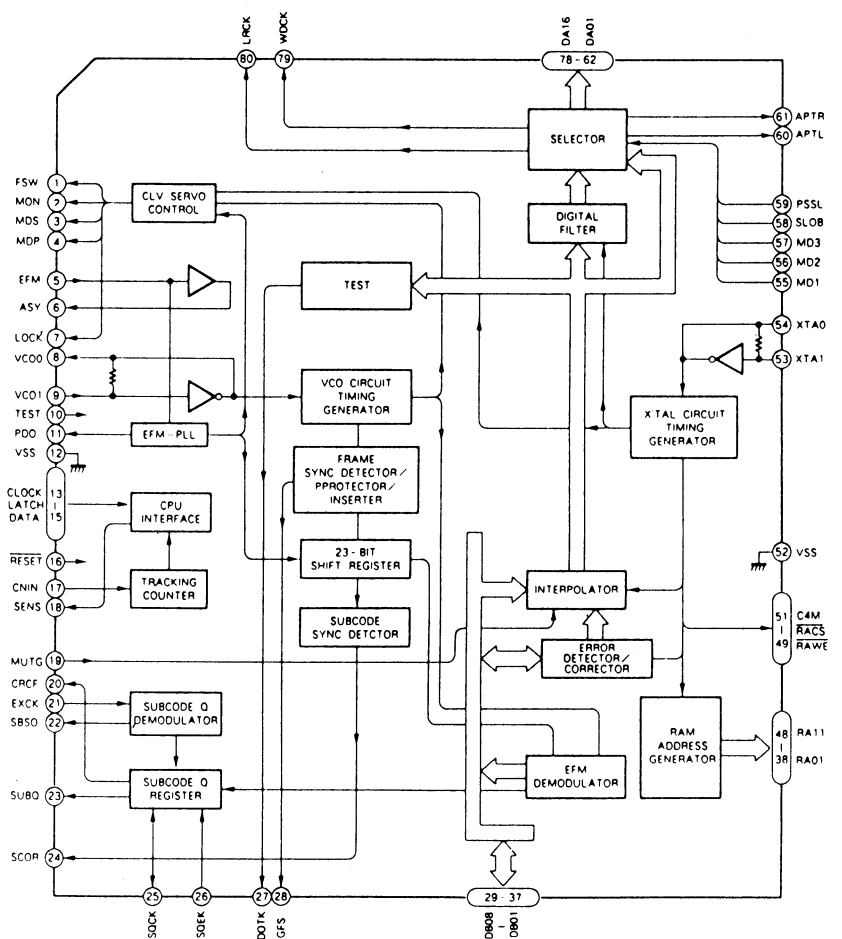 LRCK
WDCK
DA16
DA01
80
79
78 - 62
SELECTOR
61 APTR
60 APTL
FSW 1
MON 2
MDS 3
MDP 4
CLV SERVO
CONTROL
DIGITAL
FILTER
59 PSSL
58 SLOB
57 MD3
56 MD2
55 MD1
EFM 5
ASY 6
TEST
LOCK 7
VCO0 8
54 XTA0
53 XTA1
VCO1 9
TEST 10
PDO 11
VSS 12
EFM - PLL
VCO CIRCUIT
TIMING
GENERATOR
X'TAL CIRCUIT
TIMING
GENERATOR
FRAME
SYNC DETECTOR/
PPROTECTOR/
INSERTER
CLOCK 13
LATCH |
DATA 15
CPU
INTERFACE
RESET 16
CNIN 17
SENS 18
TRACKING
COUNTER
23-BIT
SHIFT REGISTER
SUBCODE
SYNC DETCTOR
52 VSS
INTERPOLATOR
51 C4M
| RACS
49 RAWE
ERROR
DETECTOR/
CORRECTOR
MUTG 19
CRCF 20
EXCK 21
SBSO 22
SUBCODE Q
DEMODULATOR
RAM
ADDRESS
GENERATOR
48 RA11
|
38 RA01
EFM
DEMODULATOR
SUBCODE Q
REGISTER
SUBQ 23
SCOR 24
25
26
27
28
29 - 37
SQCK
SQEK
DOTK
GFS
DB08
|
DB01